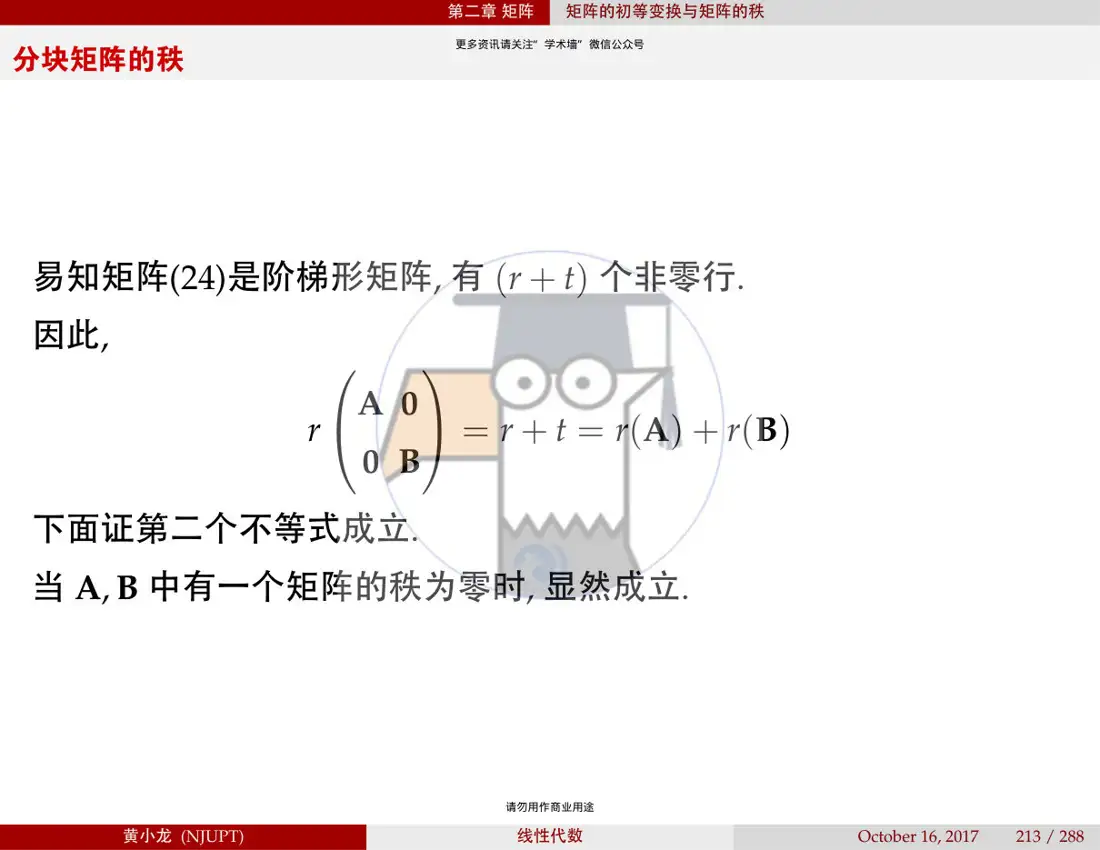 第二章 矩阵 矩阵的初等变换与矩阵的秩
更多资讯请关注“学术墙”微信公众号
分块矩阵的秩
易知矩阵(24)是阶梯形矩阵, 有 (r + t) 个非零行.
因此,
r ( A 0
0 B ) = r + t = r(A) + r(B)
下面证第二个不等式成立.
当 A, B 中有一个矩阵的秩为零时, 显然成立.
请勿用作商业用途
黄小龙 (NJUPT) 线性代数 October 16, 2017 213 / 288